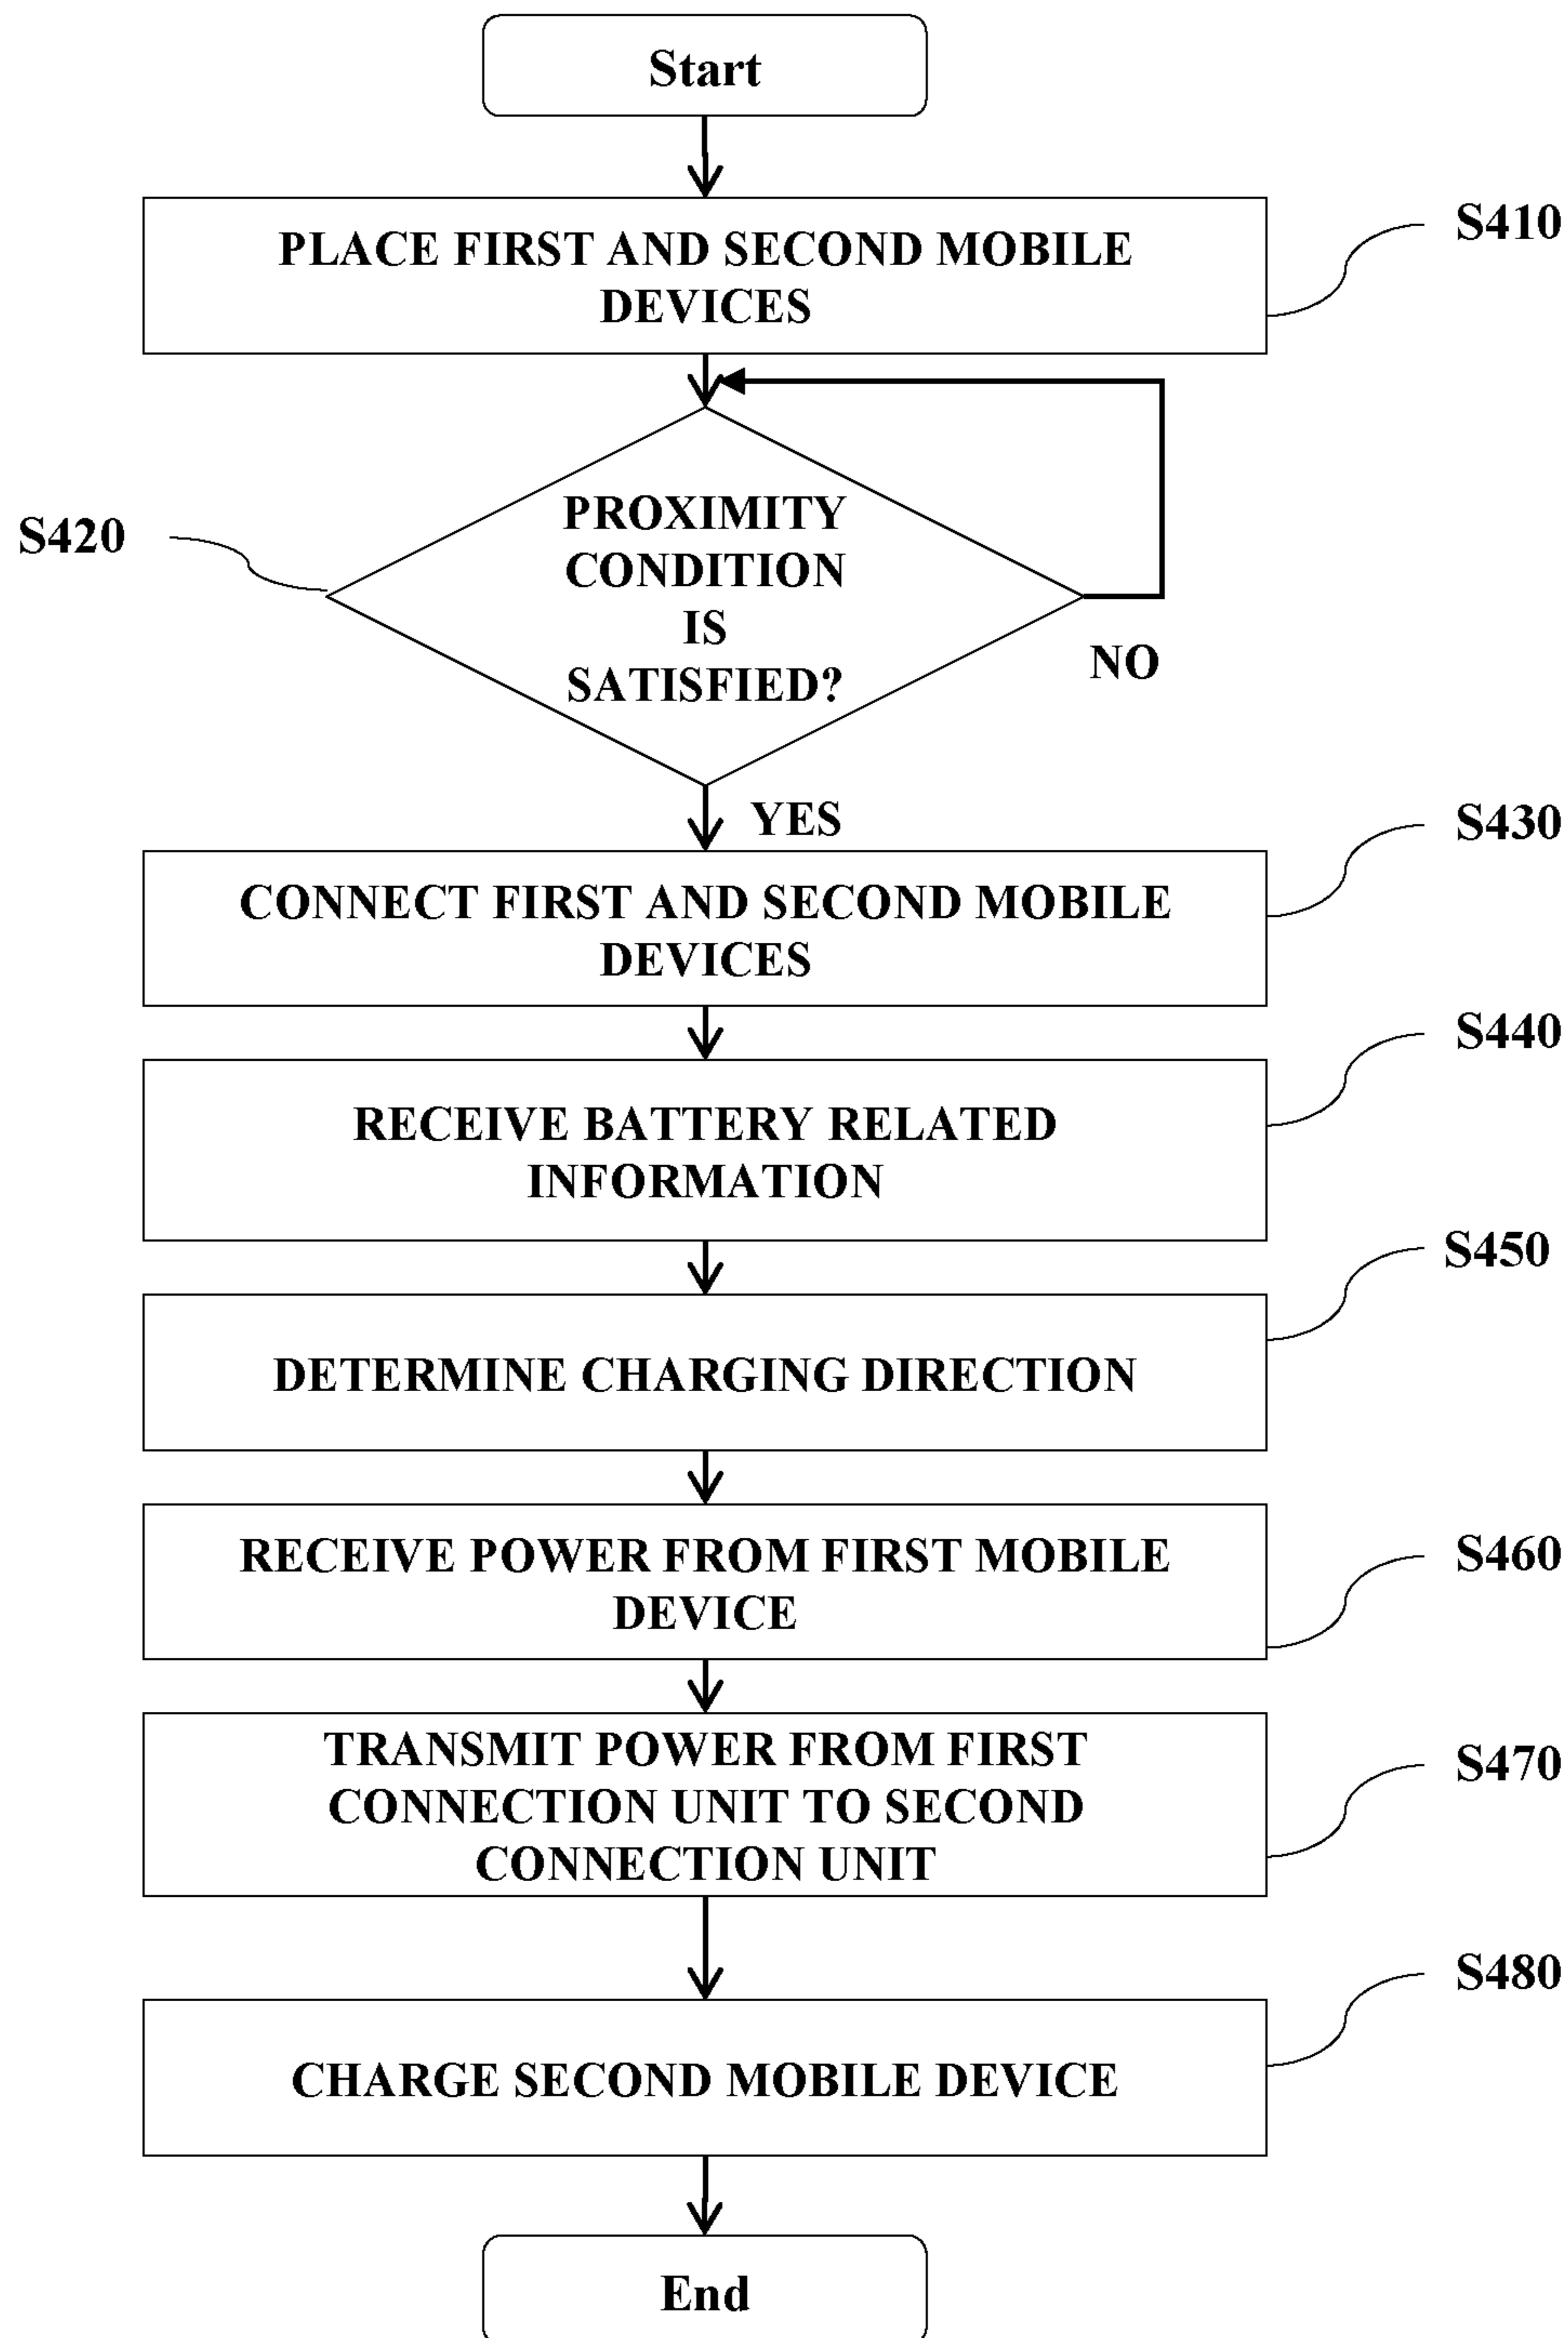 Start
PLACE FIRST AND SECOND MOBILE
DEVICES
S410
PROXIMITY
CONDITION
IS
SATISFIED?
S420
NO
YES
CONNECT FIRST AND SECOND MOBILE
DEVICES
S430
RECEIVE BATTERY RELATED
INFORMATION
S440
DETERMINE CHARGING DIRECTION
S450
RECEIVE POWER FROM FIRST MOBILE
DEVICE
S460
TRANSMIT POWER FROM FIRST
CONNECTION UNIT TO SECOND
CONNECTION UNIT
S470
CHARGE SECOND MOBILE DEVICE
S480
End